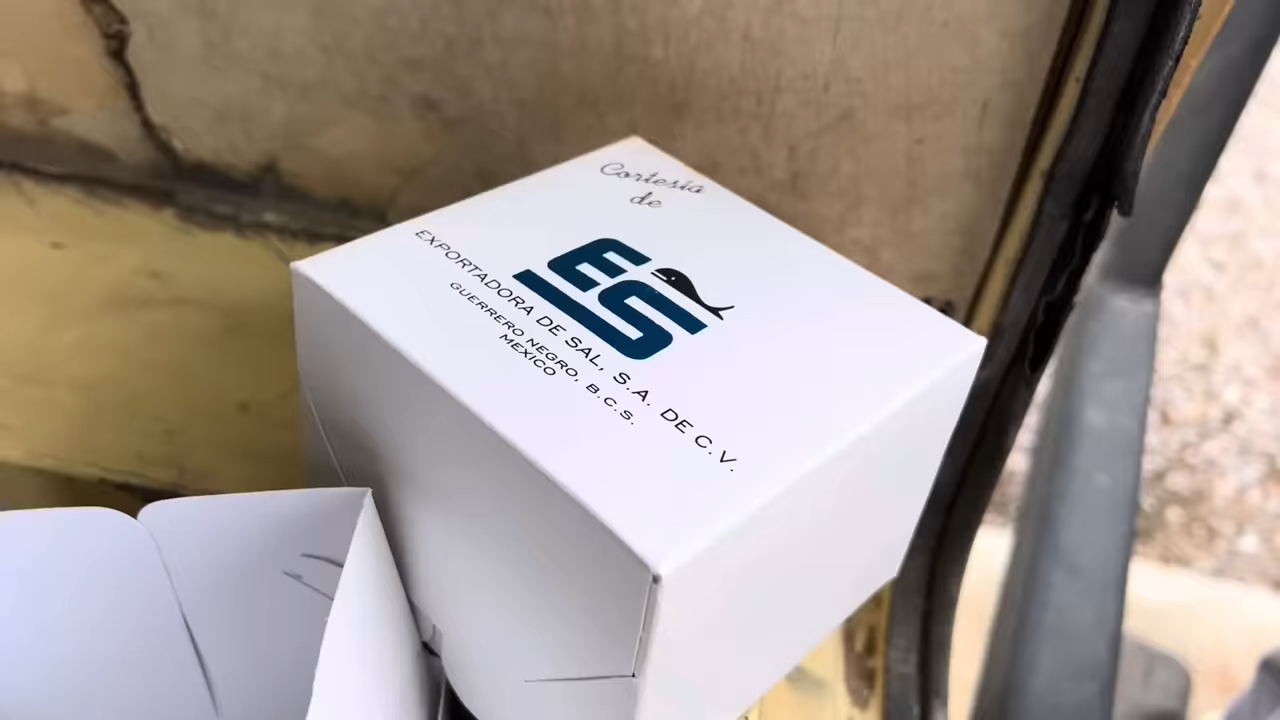 Cortesía
de
ES
EXPORTADORA DE SAL, S.A. DE C.V.
GUERRERO NEGRO, B.C.S.
MEXICO